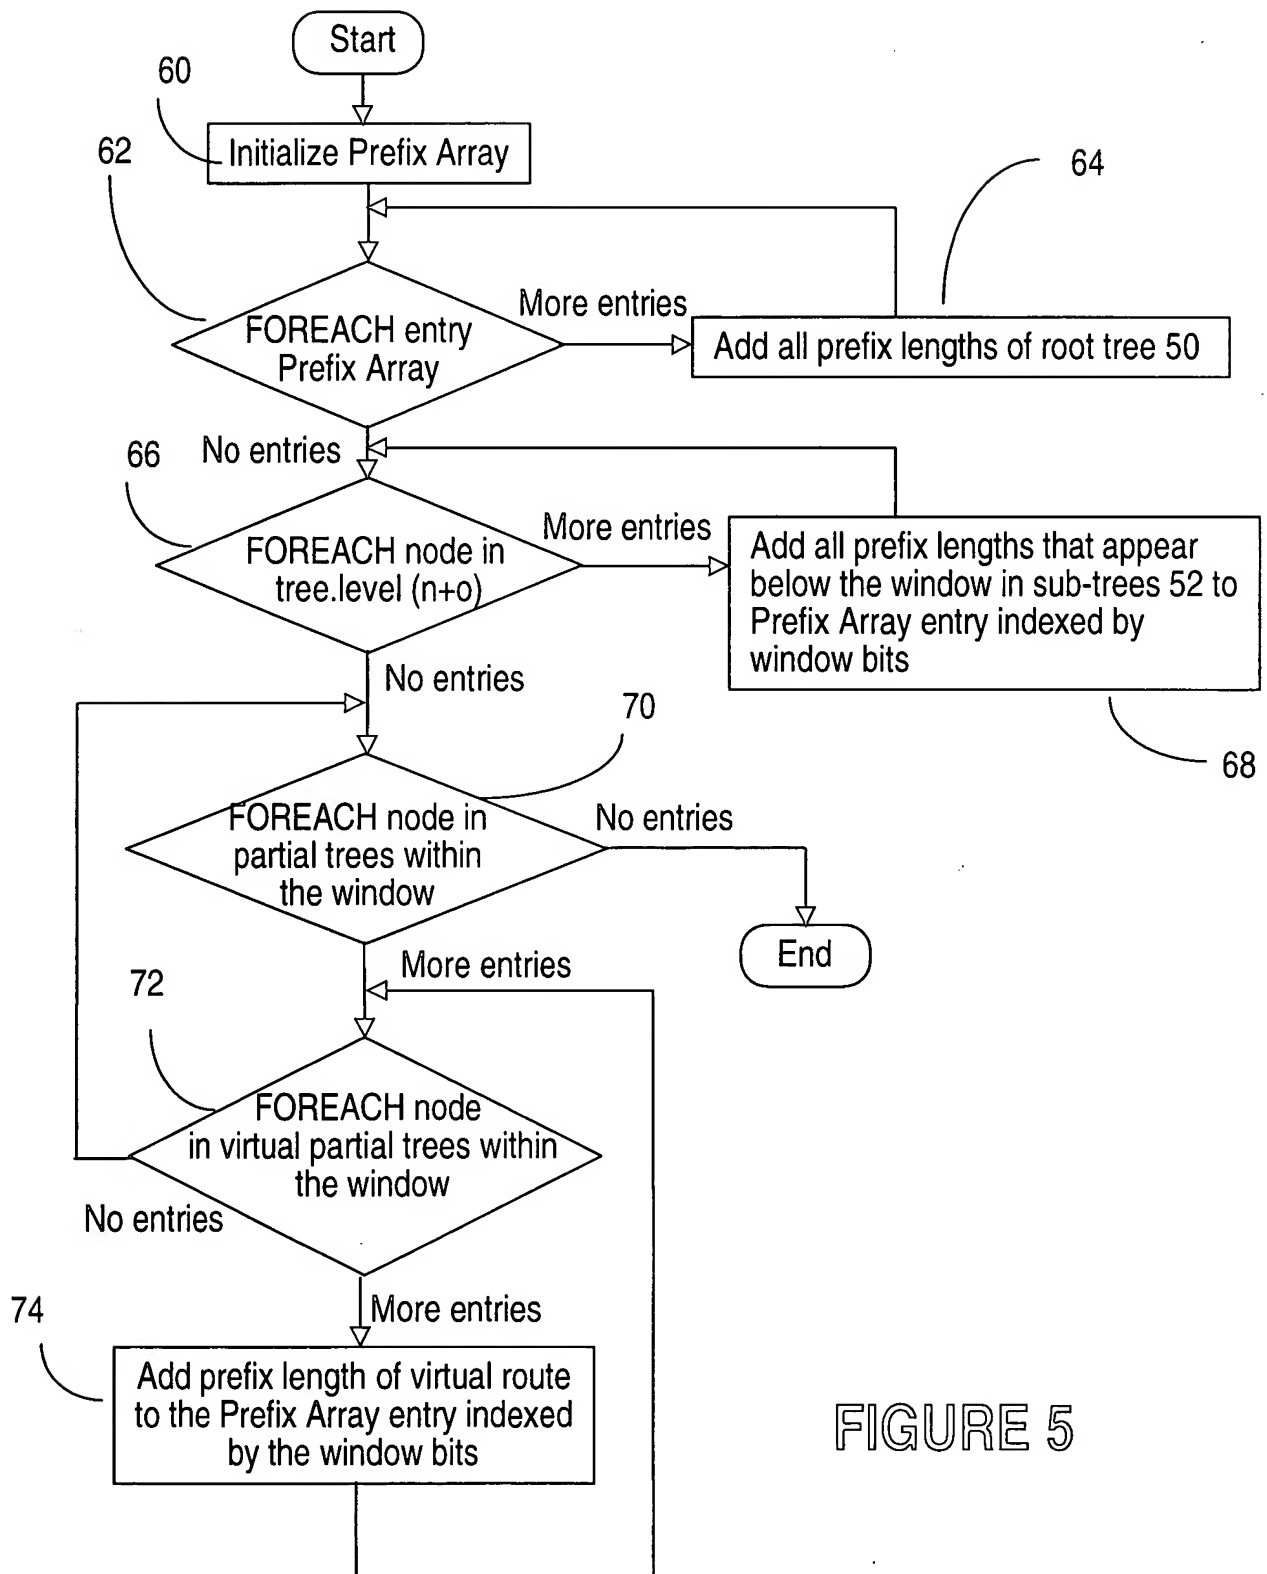 Start
60
Initialize Prefix Array
62
64
FOREACH entry
Prefix Array
More entries
Add all prefix lengths of root tree 50
No entries
66
FOREACH node in
tree.level (n+o)
More entries
Add all prefix lengths that appear
below the window in sub-trees 52 to
Prefix Array entry indexed by
window bits
68
No entries
70
FOREACH node in
partial trees within
the window
No entries
End
More entries
72
FOREACH node
in virtual partial trees within
the window
No entries
More entries
74
Add prefix length of virtual route
to the Prefix Array entry indexed
by the window bits
FIGURE 5